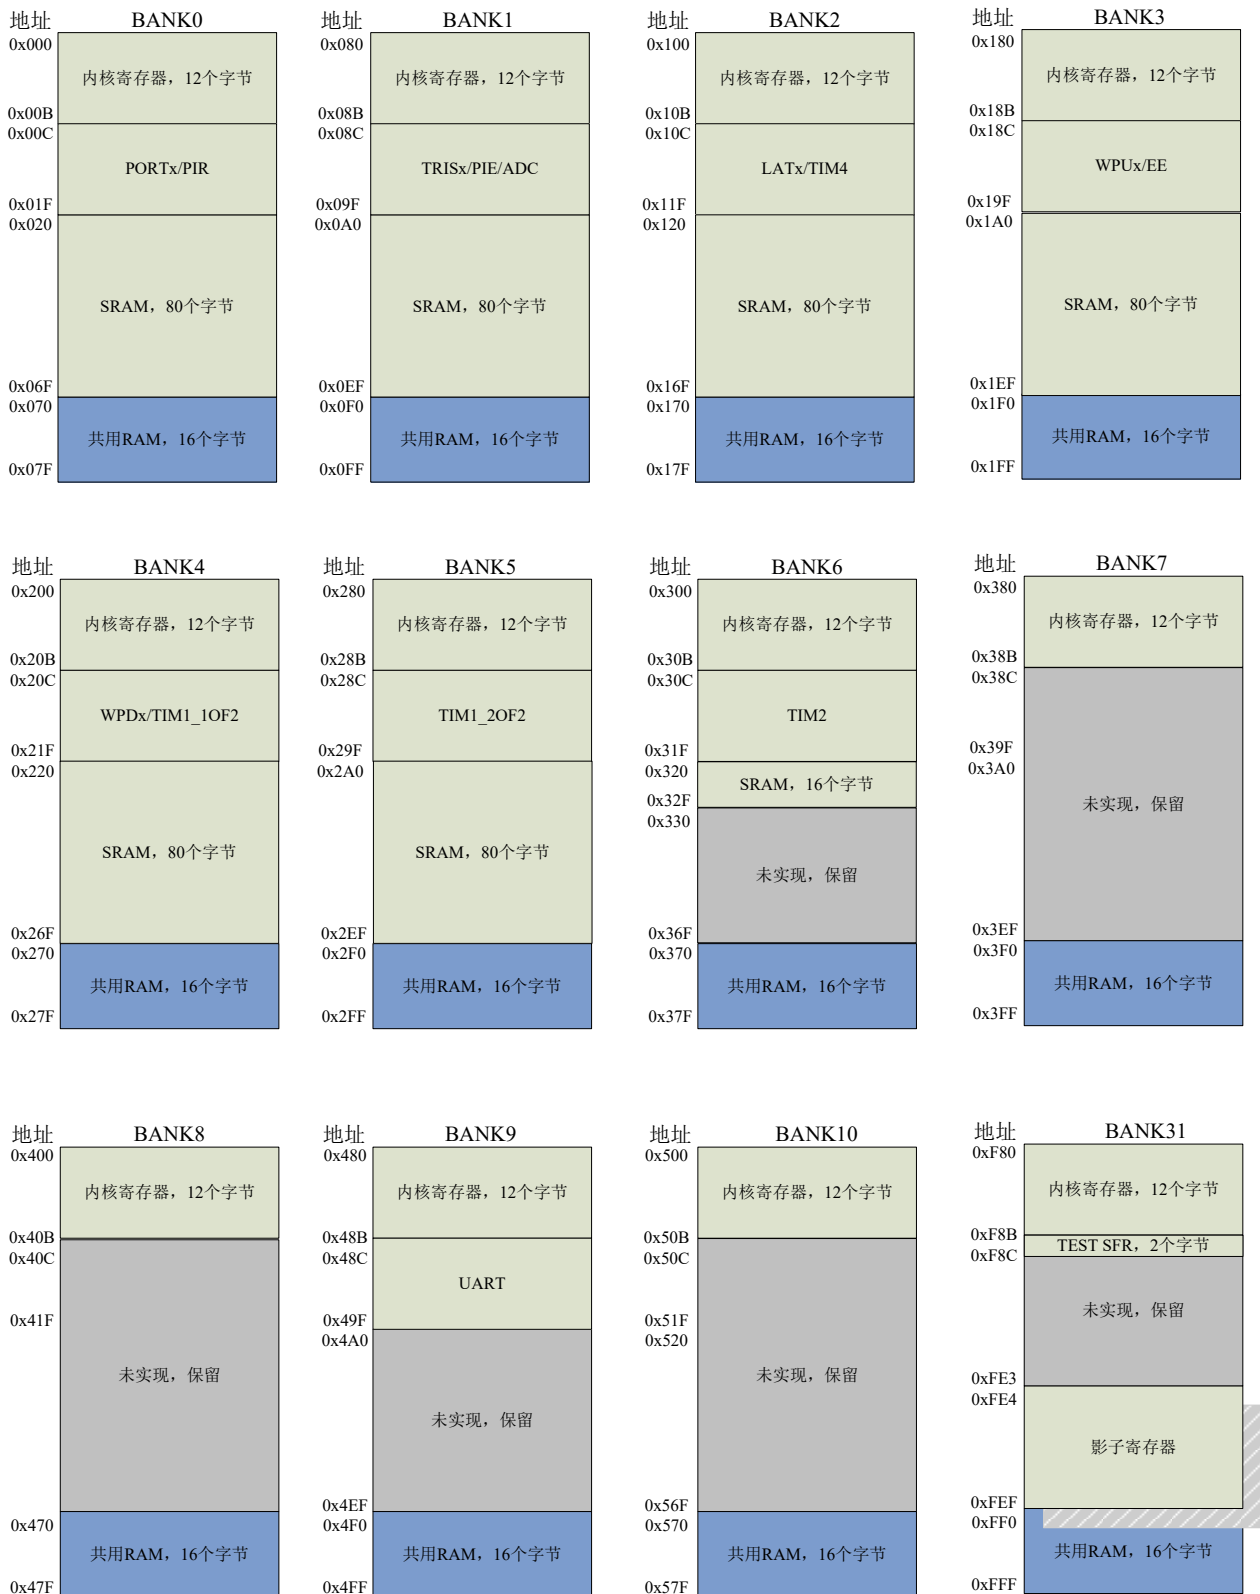 地址 BANK0
0x000
内核寄存器，12个字节
0x00B
0x00C
PORTx/PIR
0x01F
0x020
SRAM，80个字节
0x06F
0x070
共用RAM，16个字节
0x07F
地址 BANK1
0x080
内核寄存器，12个字节
0x08B
0x08C
TRISx/PIE/ADC
0x09F
0x0A0
SRAM，80个字节
0x0EF
0x0F0
共用RAM，16个字节
0x0FF
地址 BANK2
0x100
内核寄存器，12个字节
0x10B
0x10C
LATx/TIM4
0x11F
0x120
SRAM，80个字节
0x16F
0x170
共用RAM，16个字节
0x17F
地址 BANK3
0x180
内核寄存器，12个字节
0x18B
0x18C
WPUx/EE
0x19F
0x1A0
SRAM，80个字节
0x1EF
0x1F0
共用RAM，16个字节
0x1FF
地址 BANK4
0x200
内核寄存器，12个字节
0x20B
0x20C
WPDx/TIM1_1OF2
0x21F
0x220
SRAM，80个字节
0x26F
0x270
共用RAM，16个字节
0x27F
地址 BANK5
0x280
内核寄存器，12个字节
0x28B
0x28C
TIM1_2OF2
0x29F
0x2A0
SRAM，80个字节
0x2EF
0x2F0
共用RAM，16个字节
0x2FF
地址 BANK6
0x300
内核寄存器，12个字节
0x30B
0x30C
TIM2
0x31F
0x320
SRAM，16个字节
0x32F
0x330
未实现，保留
0x36F
0x370
共用RAM，16个字节
0x37F
地址 BANK7
0x380
内核寄存器，12个字节
0x38B
0x38C
0x39F
0x3A0
未实现，保留
0x3EF
0x3F0
共用RAM，16个字节
0x3FF
地址 BANK8
0x400
内核寄存器，12个字节
0x40B
0x40C
0x41F
未实现，保留
0x470
共用RAM，16个字节
0x47F
地址 BANK9
0x480
内核寄存器，12个字节
0x48B
0x48C
UART
0x49F
0x4A0
未实现，保留
0x4EF
0x4F0
共用RAM，16个字节
0x4FF
地址 BANK10
0x500
内核寄存器，12个字节
0x50B
0x50C
0x51F
0x520
未实现，保留
0x56F
0x570
共用RAM，16个字节
0x57F
地址 BANK31
0xF80
内核寄存器，12个字节
0xF8B
TEST SFR，2个字节
0xF8C
未实现，保留
0xFE3
0xFE4
影子寄存器
0xFEF
0xFF0
共用RAM，16个字节
0xFFF